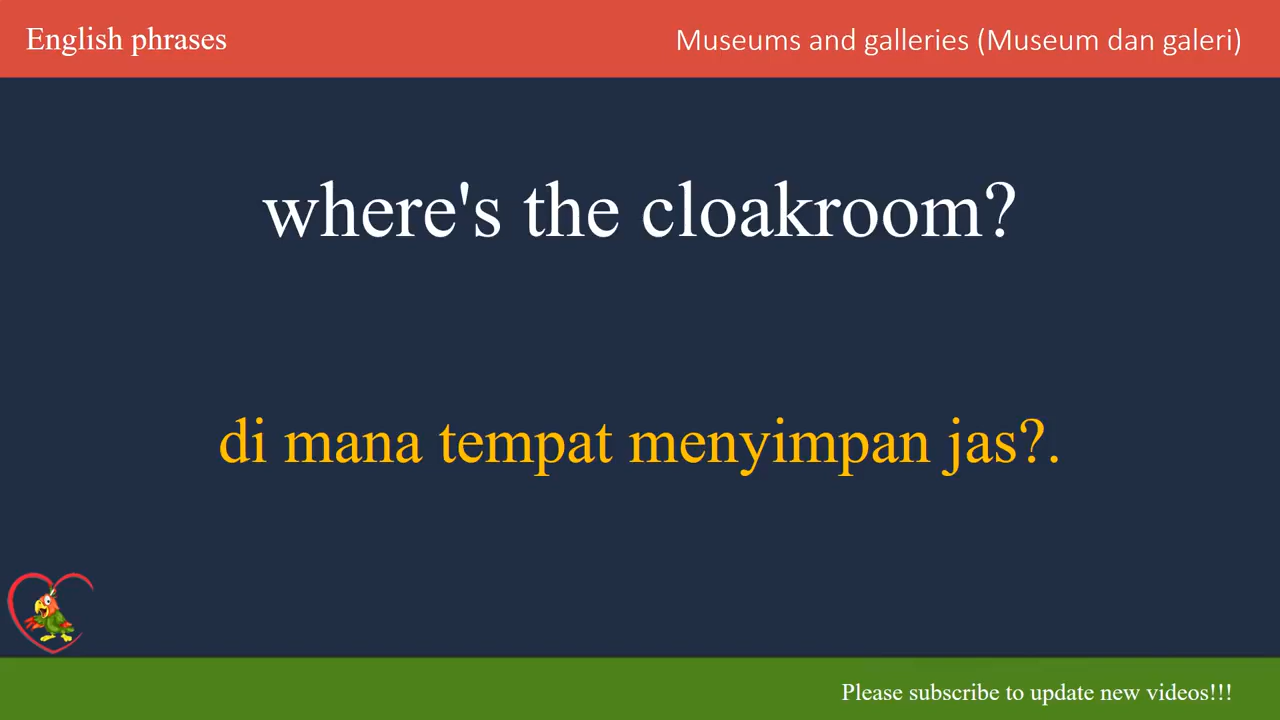 English phrases
Museums and galleries (Museum dan galeri)
where's the cloakroom?
di mana tempat menyimpan jas?.
Please subscribe to update new videos!!!